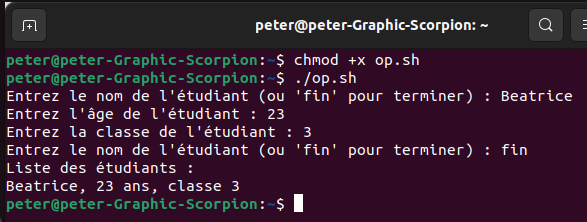 peter@peter-Graphic-Scorpion: ~
peter@peter-Graphic-Scorpion:~$ chmod +x op.sh
peter@peter-Graphic-Scorpion:~$ ./op.sh
Entrez le nom de l'étudiant (ou 'fin' pour terminer) : Beatrice
Entrez l'âge de l'étudiant : 23
Entrez la classe de l'étudiant : 3
Entrez le nom de l'étudiant (ou 'fin' pour terminer) : fin
Liste des étudiants :
Beatrice, 23 ans, classe 3
peter@peter-Graphic-Scorpion:~$